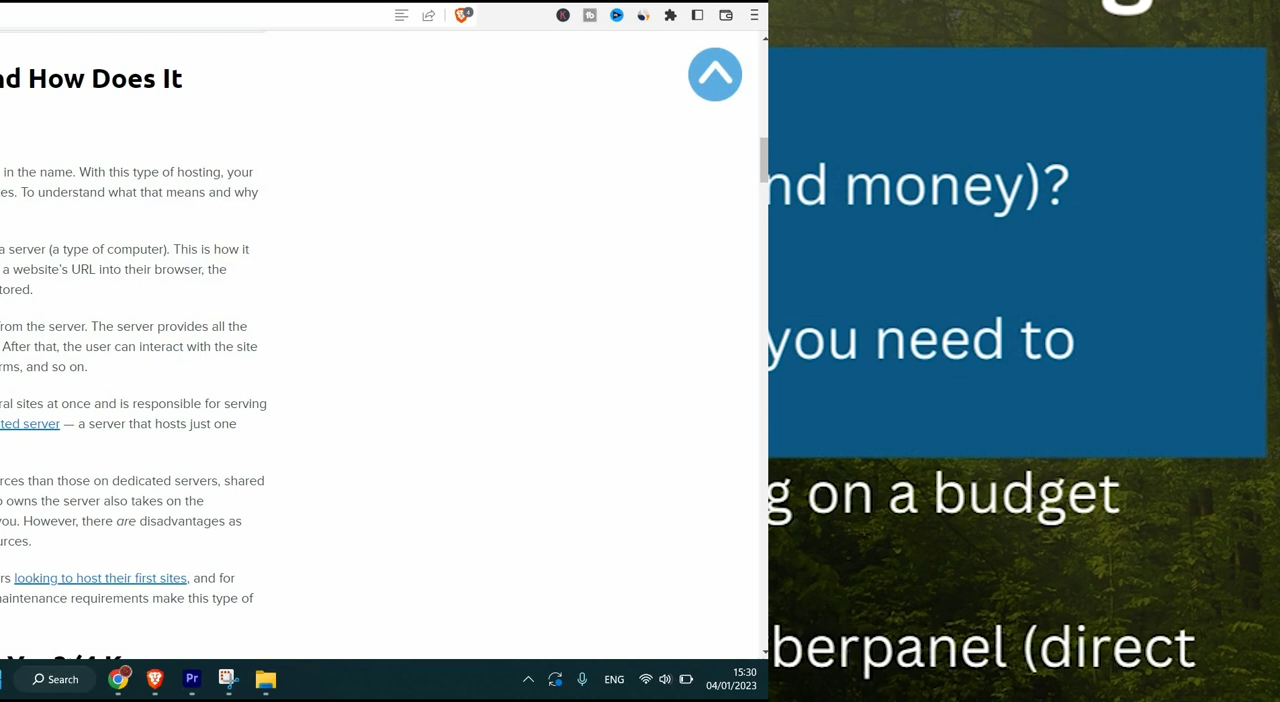 4
nd How Does It
in the name. With this type of hosting, your
es. To understand what that means and why
a server (a type of computer). This is how it
a website's URL into their browser, the
tored.
from the server. The server provides all the
After that, the user can interact with the site
rms, and so on.
ral sites at once and is responsible for serving
ted server — a server that hosts just one
rces than those on dedicated servers, shared
o owns the server also takes on the
you. However, there are disadvantages as
urces.
rs looking to host their first sites, and for
maintenance requirements make this type of
Search
Pr
ENG
15:30
04/01/2023
nd money)?
you need to
g on a budget
berpanel (direct